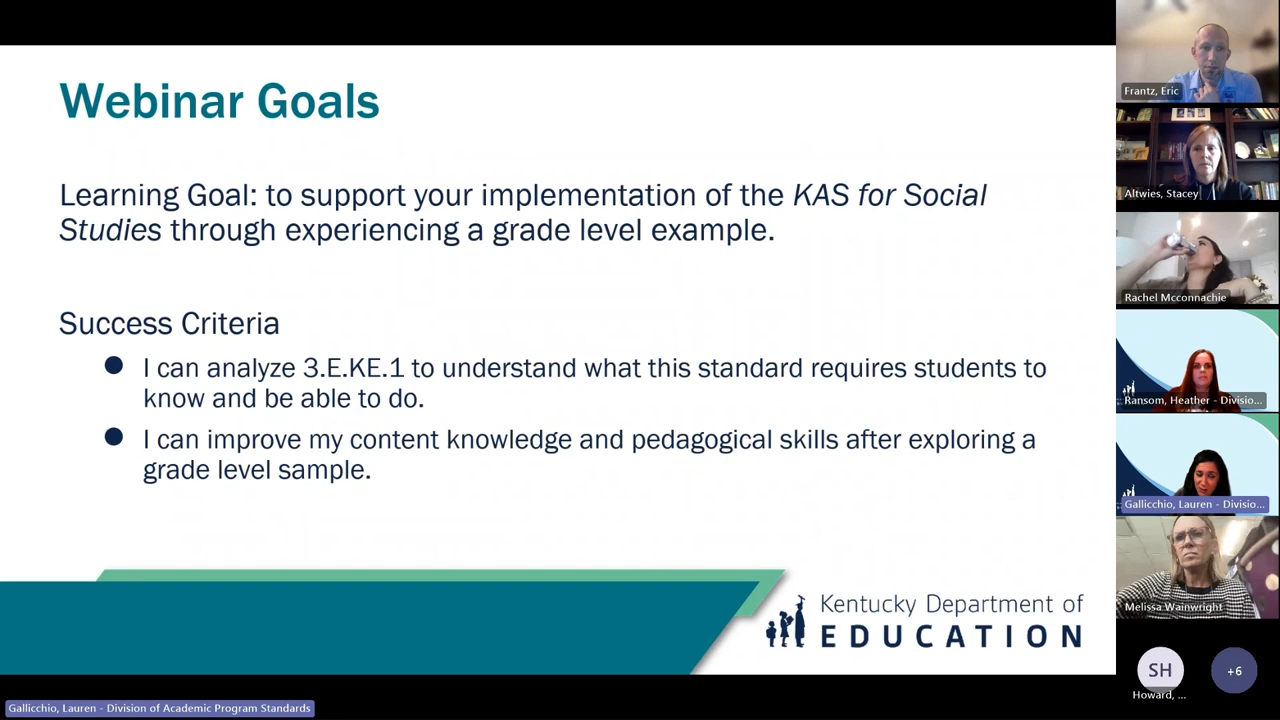 Webinar Goals
Learning Goal: to support your implementation of the KAS for Social
Studies through experiencing a grade level example.
Success Criteria
I can analyze 3.E.KE.1 to understand what this standard requires students to
know and be able to do.
I can improve my content knowledge and pedagogical skills after exploring a
grade level sample.
Kentucky Department of
EDUCATION
Gallicchio, Lauren - Division of Academic Program Standards
Frantz, Eric
Altwies, Stacey
Rachel Mcconnachie
Ransom, Heather - Divisio...
Gallicchio, Lauren - Divisio...
Melissa Wainwright
SH
+6
Howard, ...